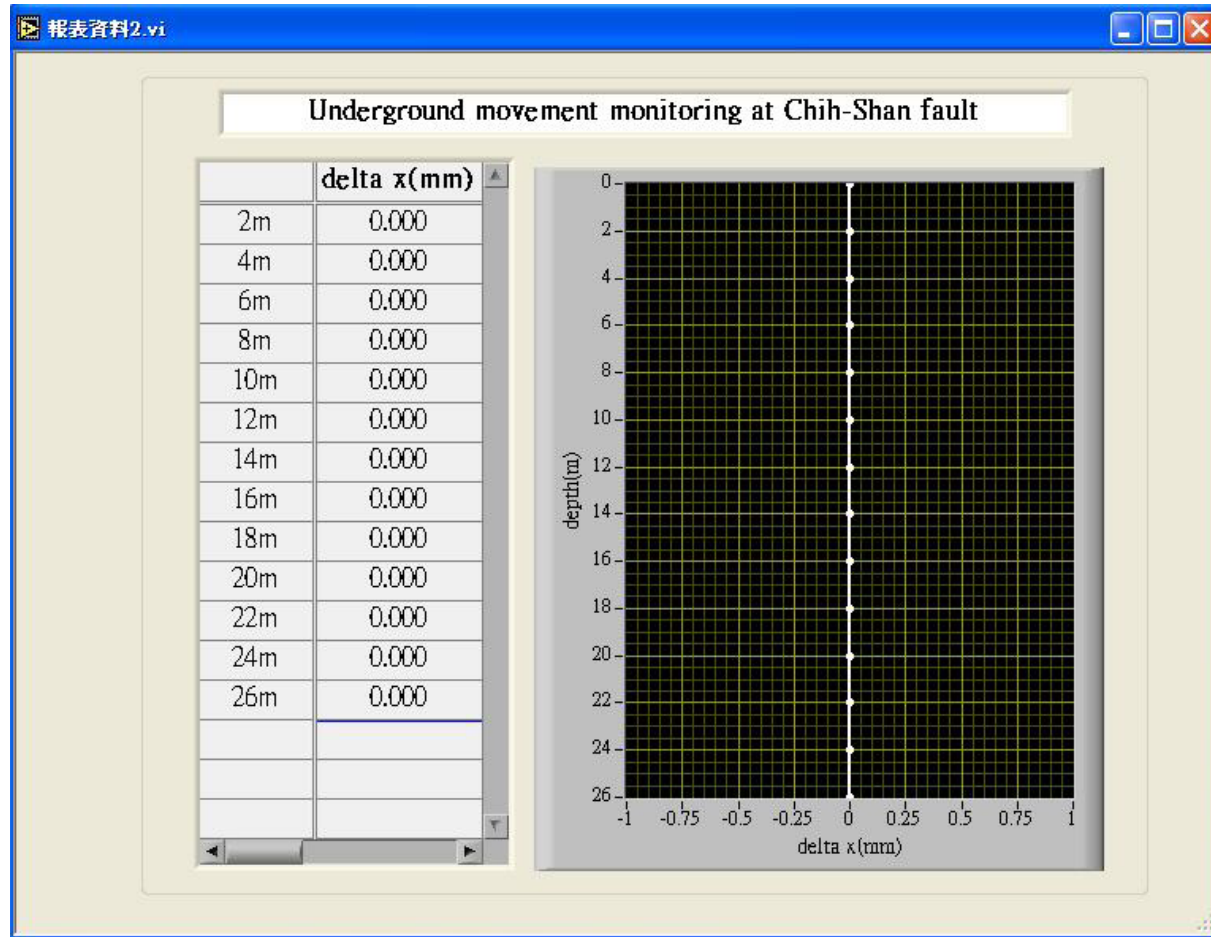 報表資料2.vi
Underground movement monitoring at Chih-Shan fault
delta x(mm)
2m 0.000
4m 0.000
6m 0.000
8m 0.000
10m 0.000
12m 0.000
14m 0.000
16m 0.000
18m 0.000
20m 0.000
22m 0.000
24m 0.000
26m 0.000
0
2
4
6
8
10
12
14
16
18
20
22
24
26
depth(m)
-1 -0.75 -0.5 -0.25 0 0.25 0.5 0.75 1
delta x(mm)